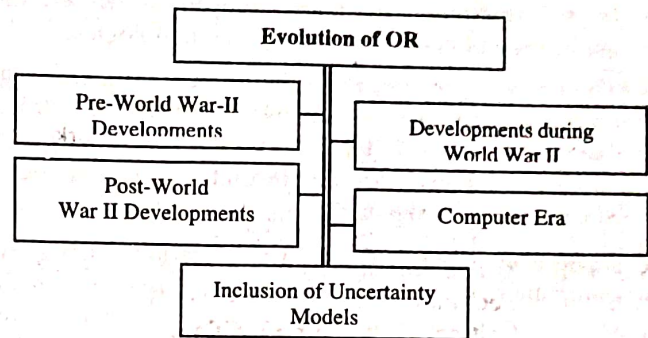 Evolution of OR
Pre-World War-II
Developments
Developments during
World War II
Post-World
War II Developments
Computer Era
Inclusion of Uncertainty
Models